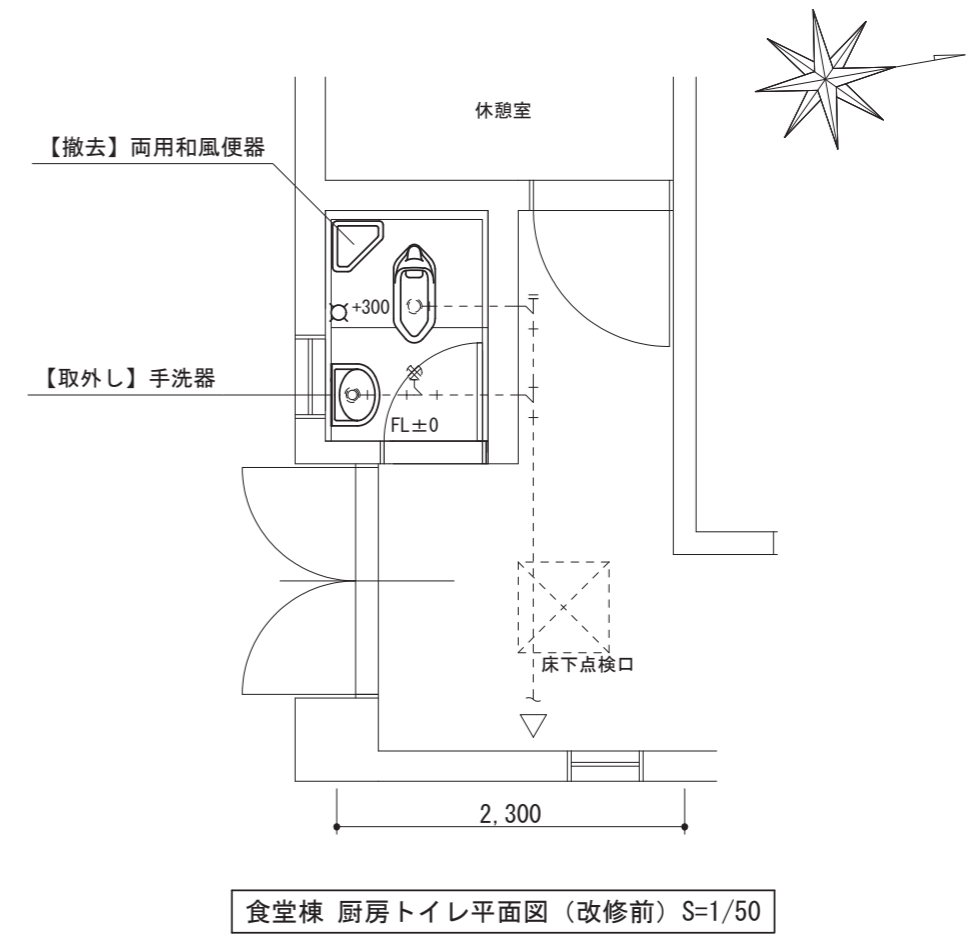 休憩室
【撤去】両用和風便器
+300
【取外し】手洗器
FL±0
床下点検口
2,300
食堂棟 厨房トイレ平面図（改修前）S=1/50